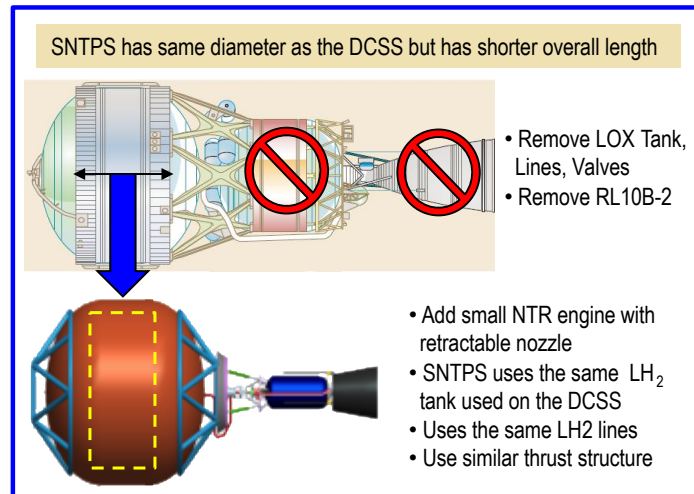 SNTPS has same diameter as the DCSS but has shorter overall length
• Remove LOX Tank,
Lines, Valves
• Remove RL10B-2
• Add small NTR engine with
retractable nozzle
• SNTPS uses the same LH₂
tank used on the DCSS
• Uses the same LH2 lines
• Use similar thrust structure